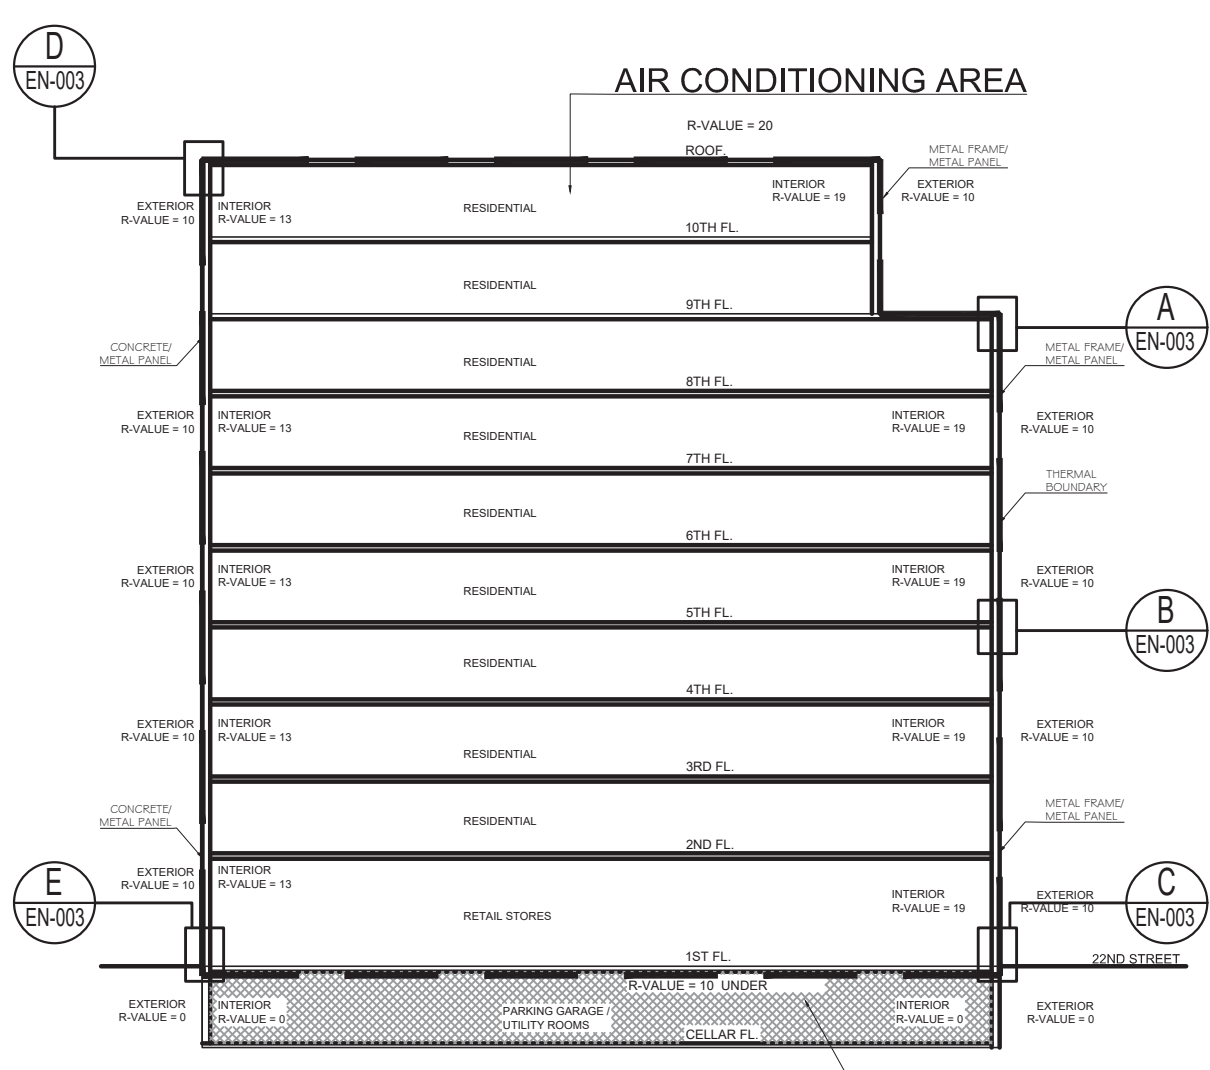 D
EN-003
AIR CONDITIONING AREA
R-VALUE = 20
ROOF.
METAL FRAME/
METAL PANEL
INTERIOR
R-VALUE = 19
EXTERIOR
R-VALUE = 10
EXTERIOR
R-VALUE = 10
INTERIOR
R-VALUE = 13
RESIDENTIAL
10TH FL.
RESIDENTIAL
9TH FL.
A
EN-003
CONCRETE/
METAL PANEL
RESIDENTIAL
METAL FRAME/
METAL PANEL
8TH FL.
EXTERIOR
R-VALUE = 10
INTERIOR
R-VALUE = 13
RESIDENTIAL
INTERIOR
R-VALUE = 19
EXTERIOR
R-VALUE = 10
7TH FL.
THERMAL
BOUNDARY
RESIDENTIAL
6TH FL.
EXTERIOR
R-VALUE = 10
INTERIOR
R-VALUE = 13
RESIDENTIAL
INTERIOR
R-VALUE = 19
EXTERIOR
R-VALUE = 10
5TH FL.
B
EN-003
RESIDENTIAL
4TH FL.
EXTERIOR
R-VALUE = 10
INTERIOR
R-VALUE = 13
RESIDENTIAL
INTERIOR
R-VALUE = 19
EXTERIOR
R-VALUE = 10
3RD FL.
CONCRETE/
METAL PANEL
RESIDENTIAL
METAL FRAME/
METAL PANEL
2ND FL.
E
EN-003
EXTERIOR
R-VALUE = 10
INTERIOR
R-VALUE = 13
RETAIL STORES
INTERIOR
R-VALUE = 19
EXTERIOR
R-VALUE = 10
C
EN-003
1ST FL.
22ND STREET
R-VALUE = 10 UNDER
EXTERIOR
R-VALUE = 0
INTERIOR
R-VALUE = 0
PARKING GARAGE /
UTILITY ROOMS
INTERIOR
R-VALUE = 0
EXTERIOR
R-VALUE = 0
CELLAR FL.